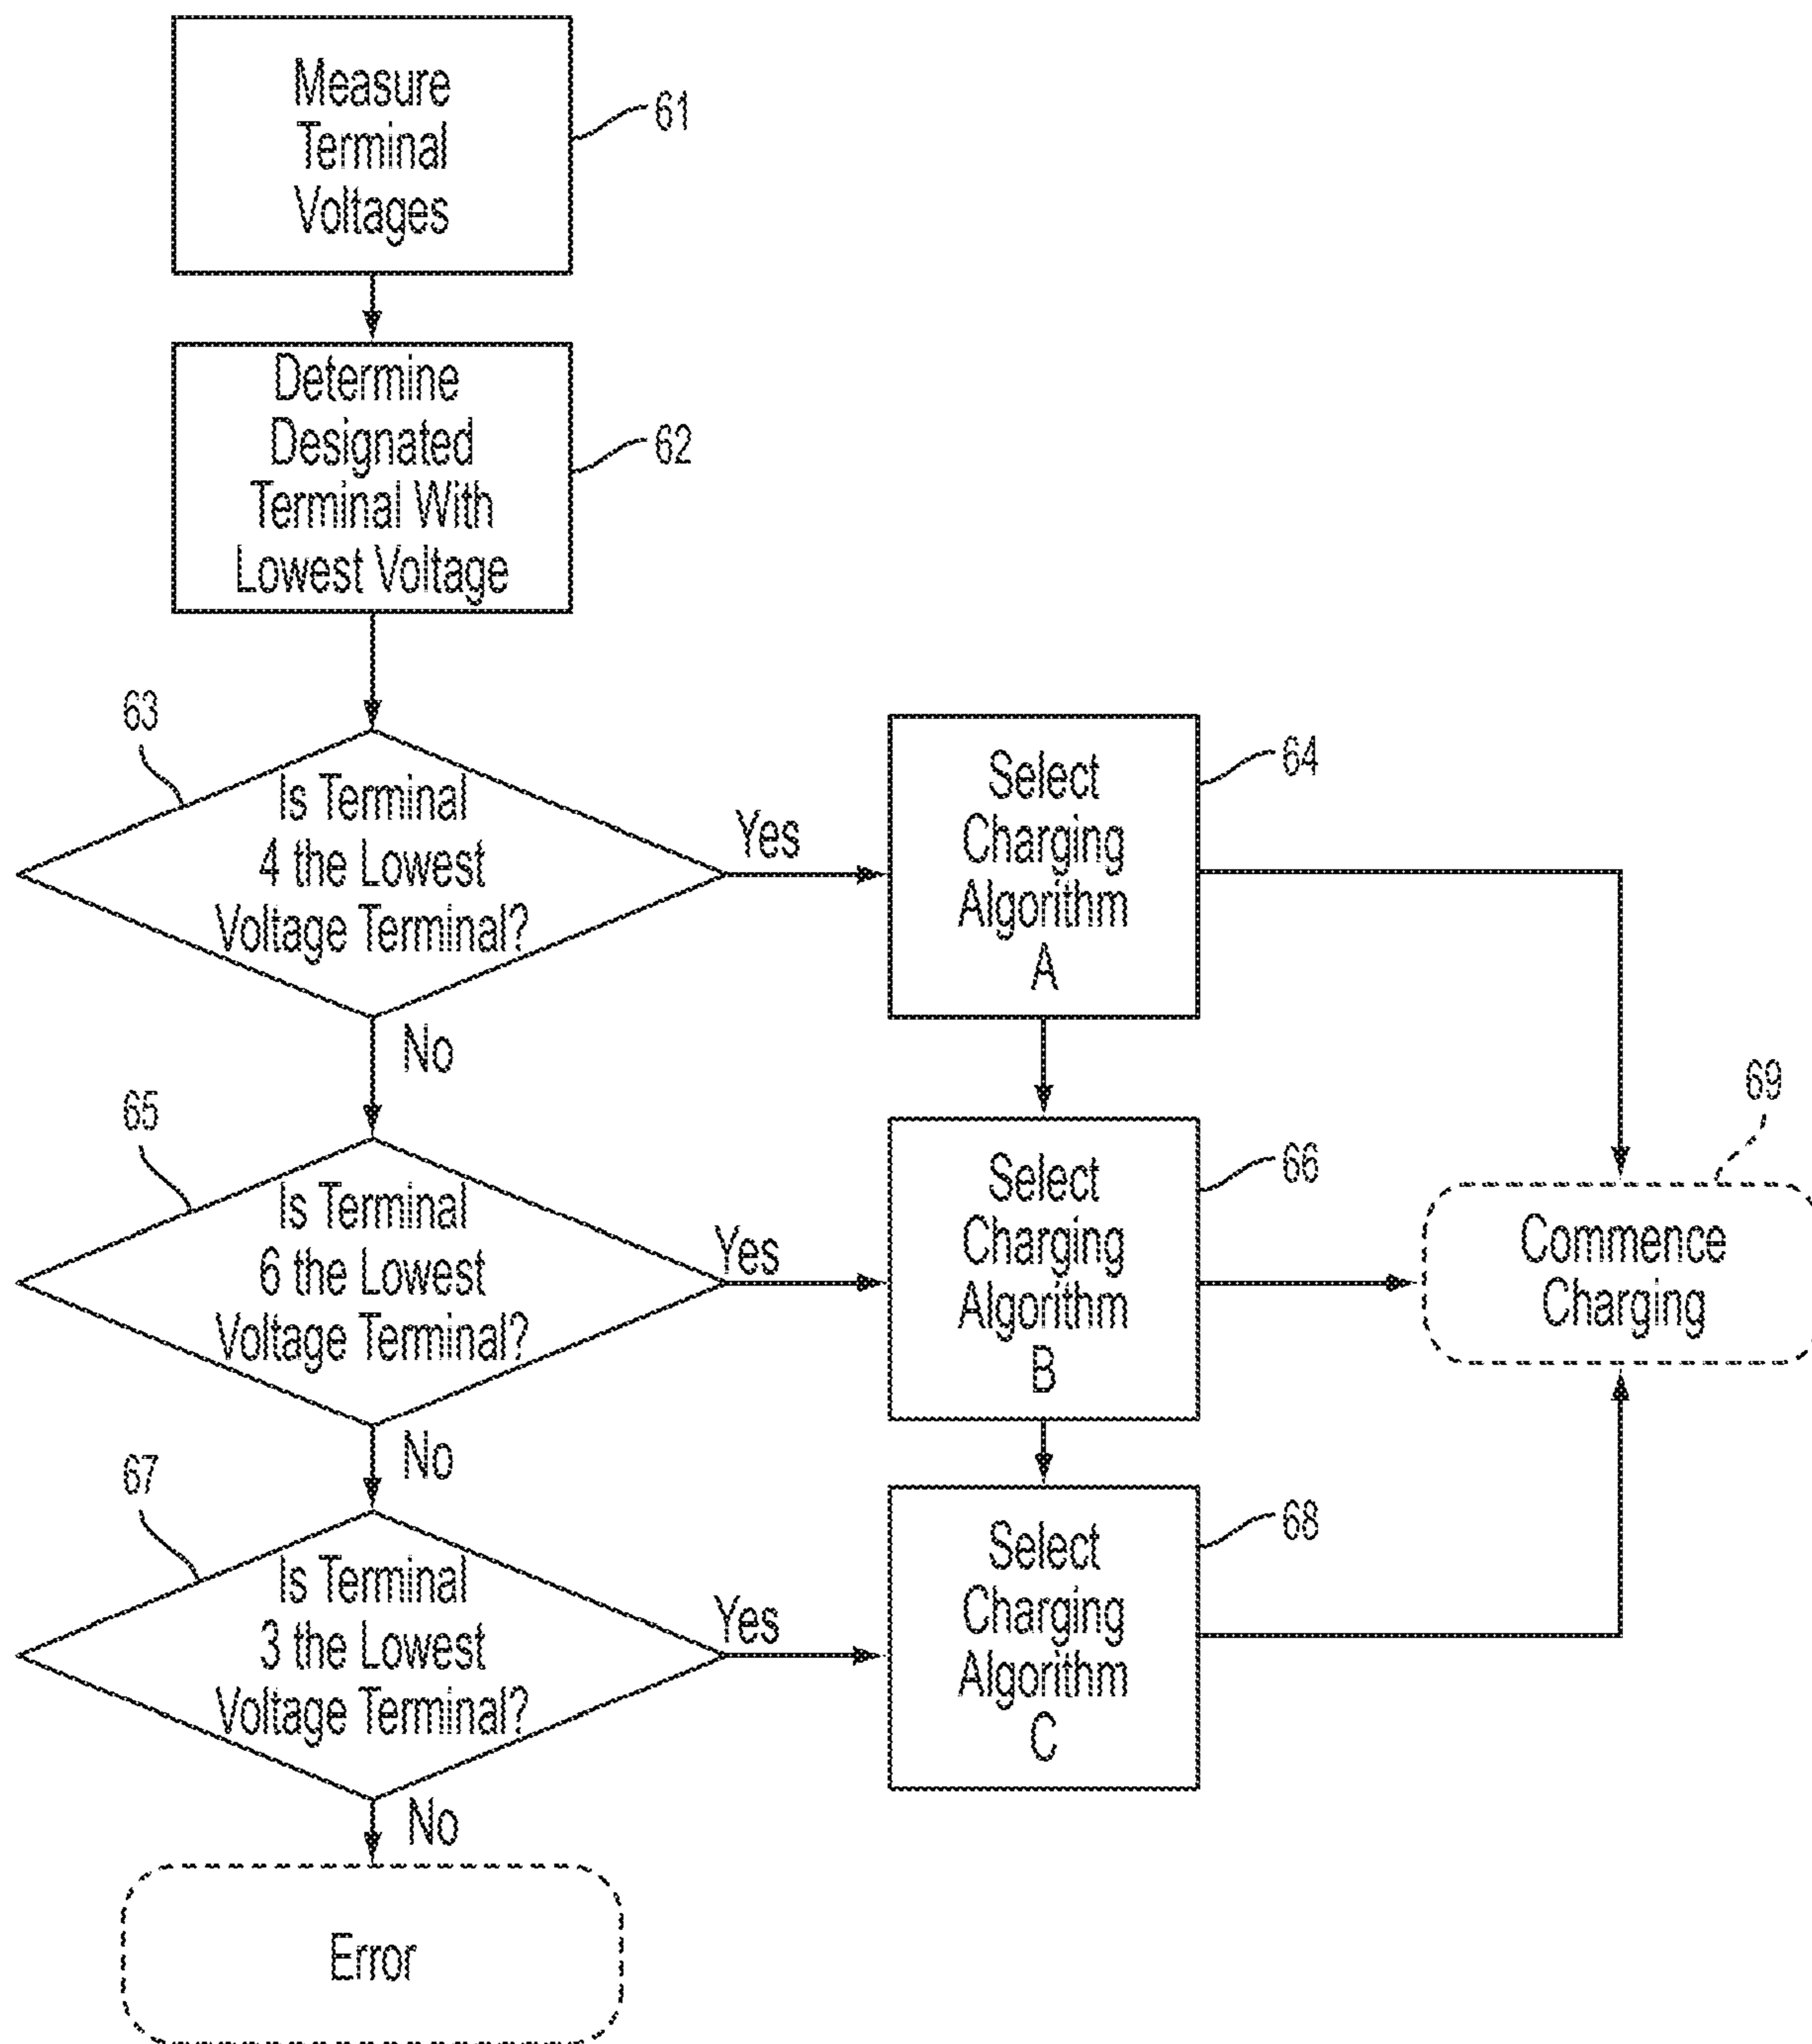 Measure
Terminal
Voltages
61
Determine
Designated
Terminal With
Lowest Voltage
62
63
Is Terminal
4 the Lowest
Voltage Terminal?
Yes
No
Select
Charging
Algorithm
A
64
65
Is Terminal
6 the Lowest
Voltage Terminal?
Yes
No
Select
Charging
Algorithm
B
66
69
Commence
Charging
67
Is Terminal
3 the Lowest
Voltage Terminal?
Yes
No
Select
Charging
Algorithm
C
68
Error